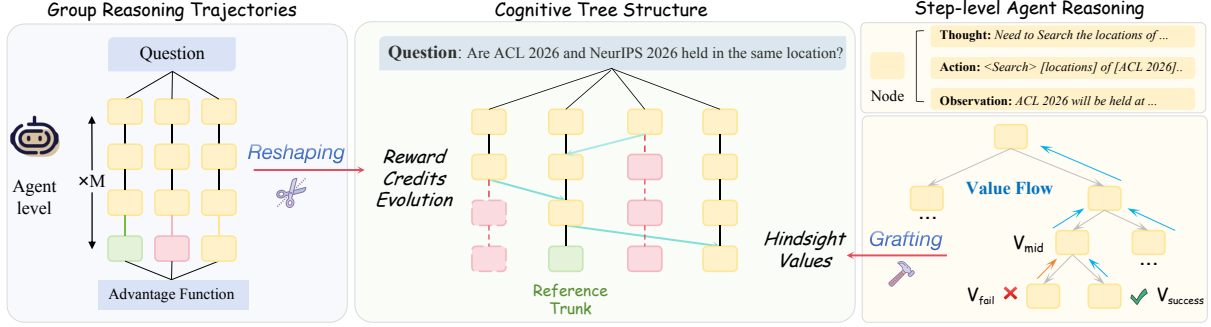 Group Reasoning Trajectories
Question
Agent
level
×M
Advantage Function
Reshaping
Cognitive Tree Structure
Question: Are ACL 2026 and NeurIPS 2026 held in the same location?
Reward
Credits
Evolution
Reference
Trunk
Hindsight
Values
Grafting
Step-level Agent Reasoning
Node
Thought: Need to Search the locations of ...
Action: <Search> [locations] of [ACL 2026]..
Observation: ACL 2026 will be held at ...
Value Flow
...
...
Vmid
Vfail
Vsuccess